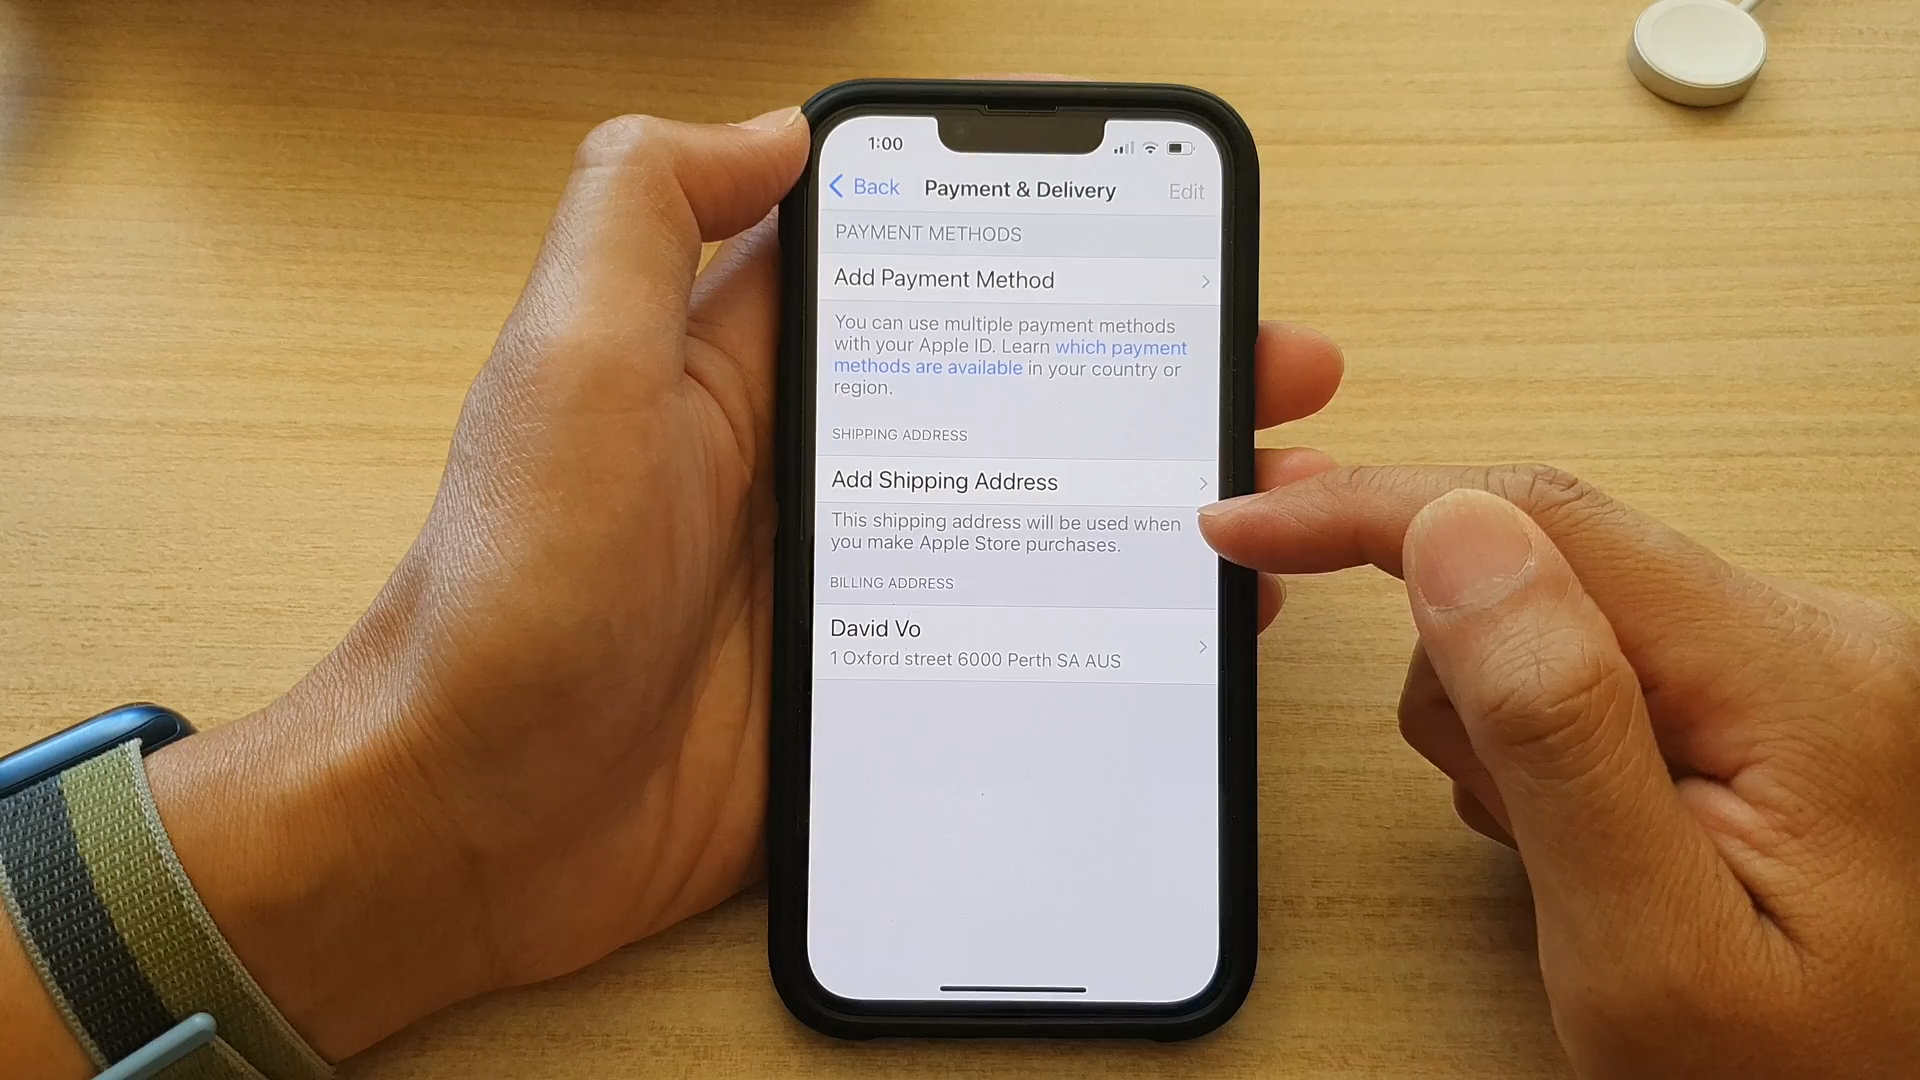 1:00
Back Payment & Delivery Edit
PAYMENT METHODS
Add Payment Method
You can use multiple payment methods
with your Apple ID. Learn which payment
methods are available in your country or
region.
SHIPPING ADDRESS
Add Shipping Address
This shipping address will be used when
you make Apple Store purchases.
BILLING ADDRESS
David Vo
1 Oxford street 6000 Perth SA AUS